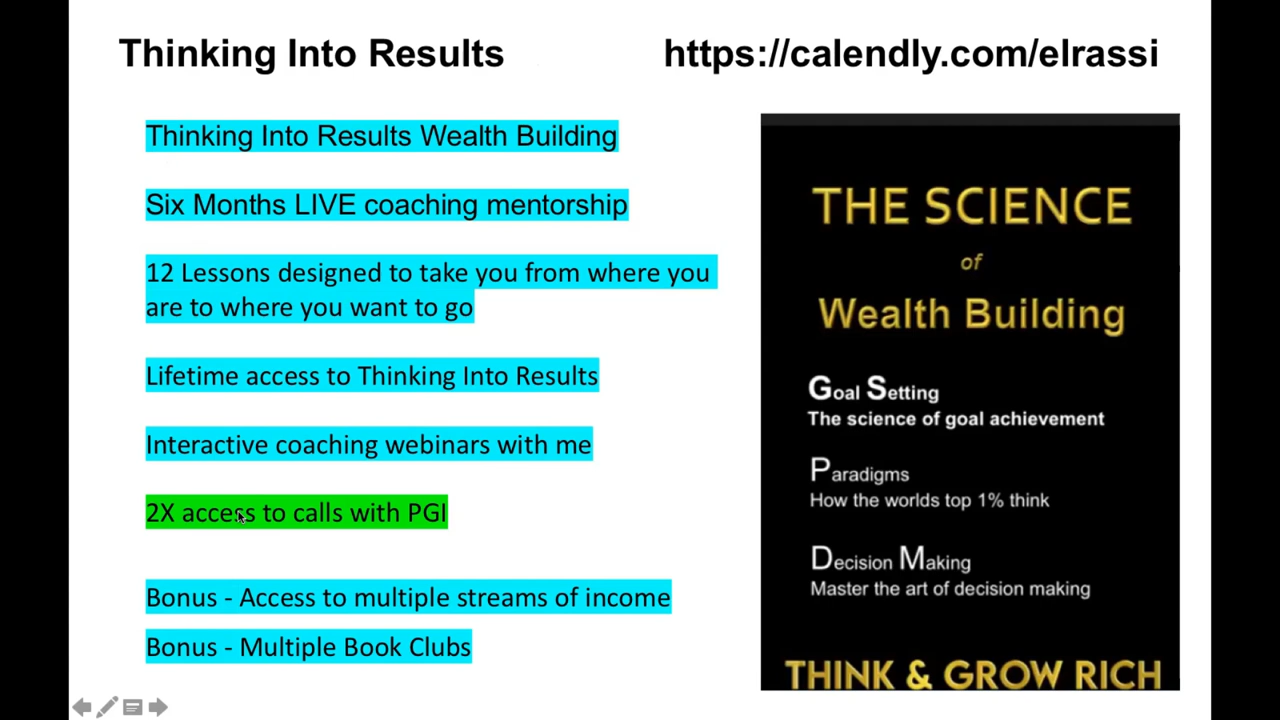 Thinking Into Results
https://calendly.com/elrassi
Thinking Into Results Wealth Building
Six Months LIVE coaching mentorship
12 Lessons designed to take you from where you
are to where you want to go
Lifetime access to Thinking Into Results
Interactive coaching webinars with me
2X access to calls with PGI
Bonus - Access to multiple streams of income
Bonus - Multiple Book Clubs
THE SCIENCE
of
Wealth Building
Goal Setting
The science of goal achievement
Paradigms
How the worlds top 1% think
Decision Making
Master the art of decision making
THINK & GROW RICH